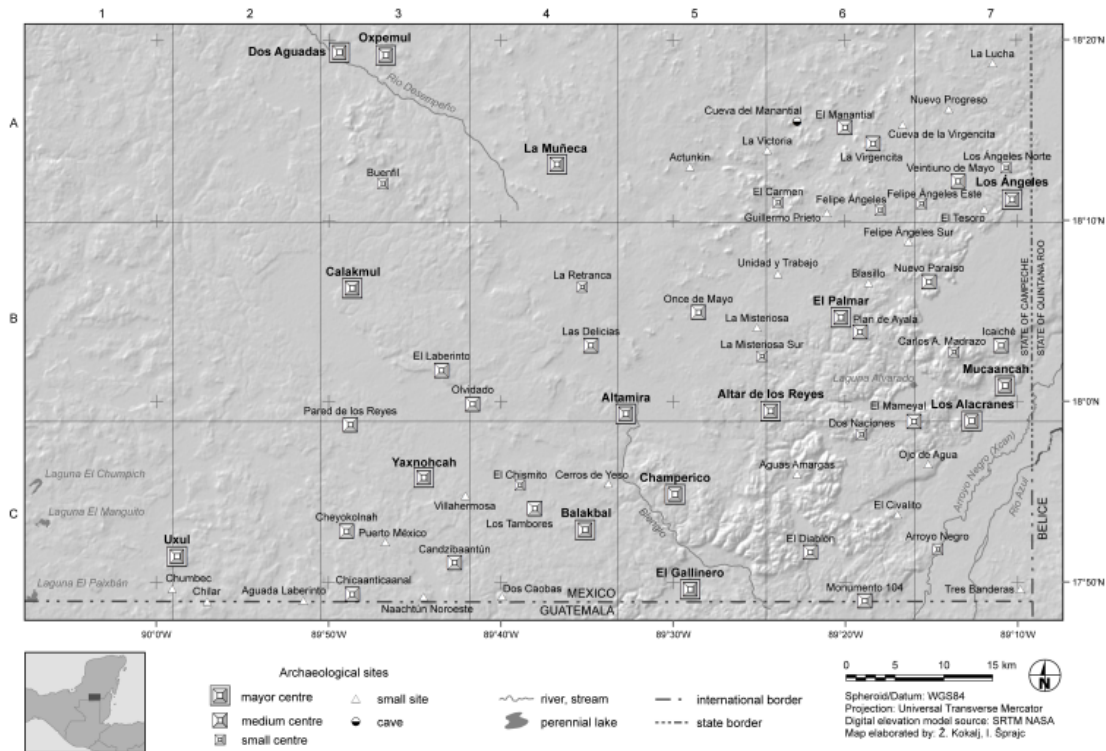 1 2 3 4 5 6 7
Oxpemul
Dos Aguadas
18°20'N
La Lucha
Río Desempeño
Cueva del Manantial
Nuevo Progreso
El Manantial
A
Cueva de la Virgencita
La Victoria
La Muñeca
Actunkin
La Virgencita
Los Ángeles Norte
Veintiuno de Mayo
Buenfil
Los Ángeles
El Carmen
Felipe Ángeles Este
Felipe Ángeles
Guillermo Prieto
El Tesoro
18°10'N
Felipe Ángeles Sur
Unidad y Trabajo
Calakmul
La Retranca
Blasillo
Nuevo Paraíso
Once de Mayo
El Palmar
B
La Misteriosa
Plan de Ayala
Las Delicias
Icaiché
STATE OF CAMPECHE
STATE OF QUINTANA ROO
La Misteriosa Sur
Carlos A. Madrazo
El Laberinto
Mucaancah
Laguna Alvarado
Olvidado
Altamira
Altar de los Reyes
El Mameyal
Los Alacranes
18°0'N
Pared de los Reyes
Dos Naciones
Ojo de Agua
Arroyo Negro (Xcan)
Yaxnohcah
El Chismito
Cerros de Yeso
Aguas Amargas
Laguna El Chumpich
Champerico
Río Azul
C
Villahermosa
Laguna El Manguito
Los Tambores
El Civalito
BELICE
Cheyokolnah
Balakbal
Puerto México
Uxul
Candzibaantún
El Diablón
Arroyo Negro
El Gallinero
Laguna El Paixbán
Chumbec
Chicaanticaanal
17°50'N
Aguada Laberinto
Dos Caobas
MEXICO
Monumento 104
Tres Banderas
Chilar
Naachtún Noroeste
GUATEMALA
90°0'W 89°50'W 89°40'W 89°30'W 89°20'W 89°10'W
Archaeological sites
mayor centre
medium centre
small centre
small site
cave
river, stream
perennial lake
international border
state border
0 5 10 15 km
N
Spheroid/Datum: WGS84
Projection: Universal Transverse Mercator
Digital elevation model source: SRTM NASA
Map elaborated by: Ž. Kokalj, I. Šprajc